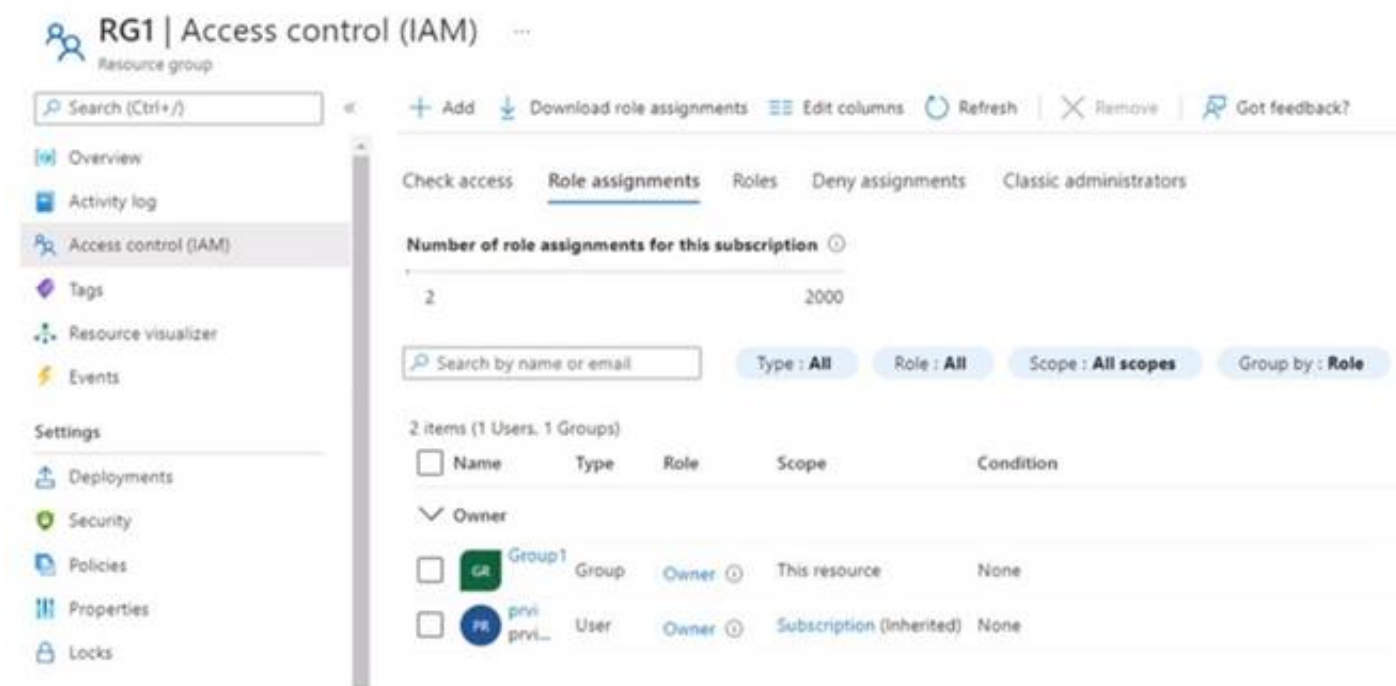 RG1 | Access control (IAM) ...
Resource group
Search (Ctrl+/)
«
Add
Download role assignments
Edit columns
Refresh
Remove
Got feedback?
Overview
Activity log
Access control (IAM)
Tags
Resource visualizer
Events
Settings
Deployments
Security
Policies
Properties
Locks
Check access
Role assignments
Roles
Deny assignments
Classic administrators
Number of role assignments for this subscription
2
2000
Search by name or email
Type : All
Role : All
Scope : All scopes
Group by : Role
2 items (1 Users, 1 Groups)
Name Type Role Scope Condition
Owner
GR Group1 Group Owner This resource None
PR prvi User Owner Subscription (Inherited) None
prvi...